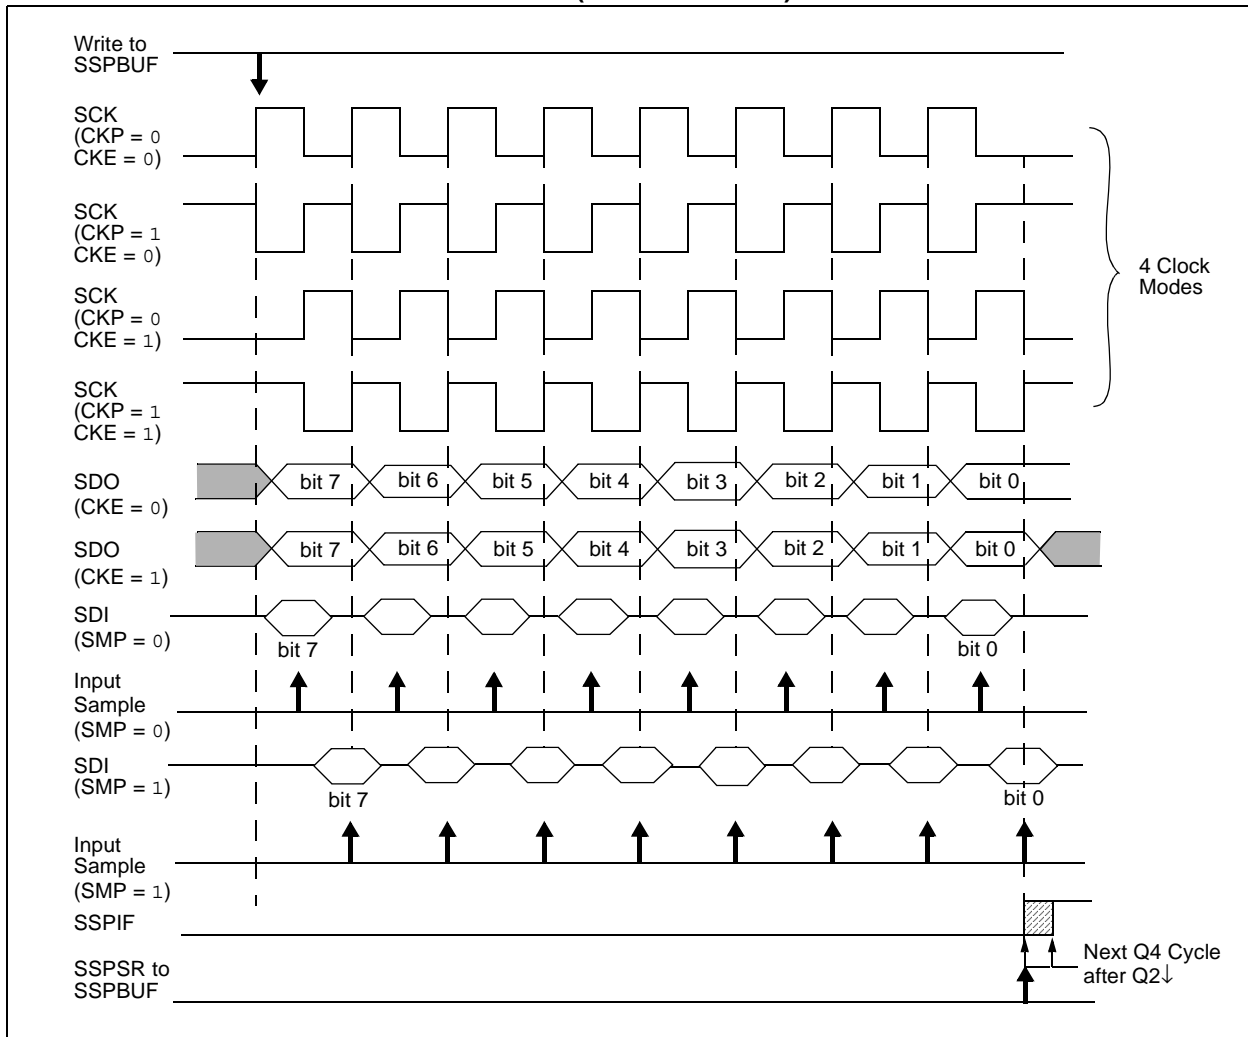 Write to
SSPBUF
SCK
(CKP = 0
CKE = 0)
SCK
(CKP = 1
CKE = 0)
SCK
(CKP = 0
CKE = 1)
SCK
(CKP = 1
CKE = 1)
4 Clock
Modes
SDO
(CKE = 0)
bit 7 bit 6 bit 5 bit 4 bit 3 bit 2 bit 1 bit 0
SDO
(CKE = 1)
bit 7 bit 6 bit 5 bit 4 bit 3 bit 2 bit 1 bit 0
SDI
(SMP = 0)
bit 7 bit 0
Input
Sample
(SMP = 0)
SDI
(SMP = 1)
bit 7 bit 0
Input
Sample
(SMP = 1)
SSPIF
SSPSR to
SSPBUF
Next Q4 Cycle
after Q2↓